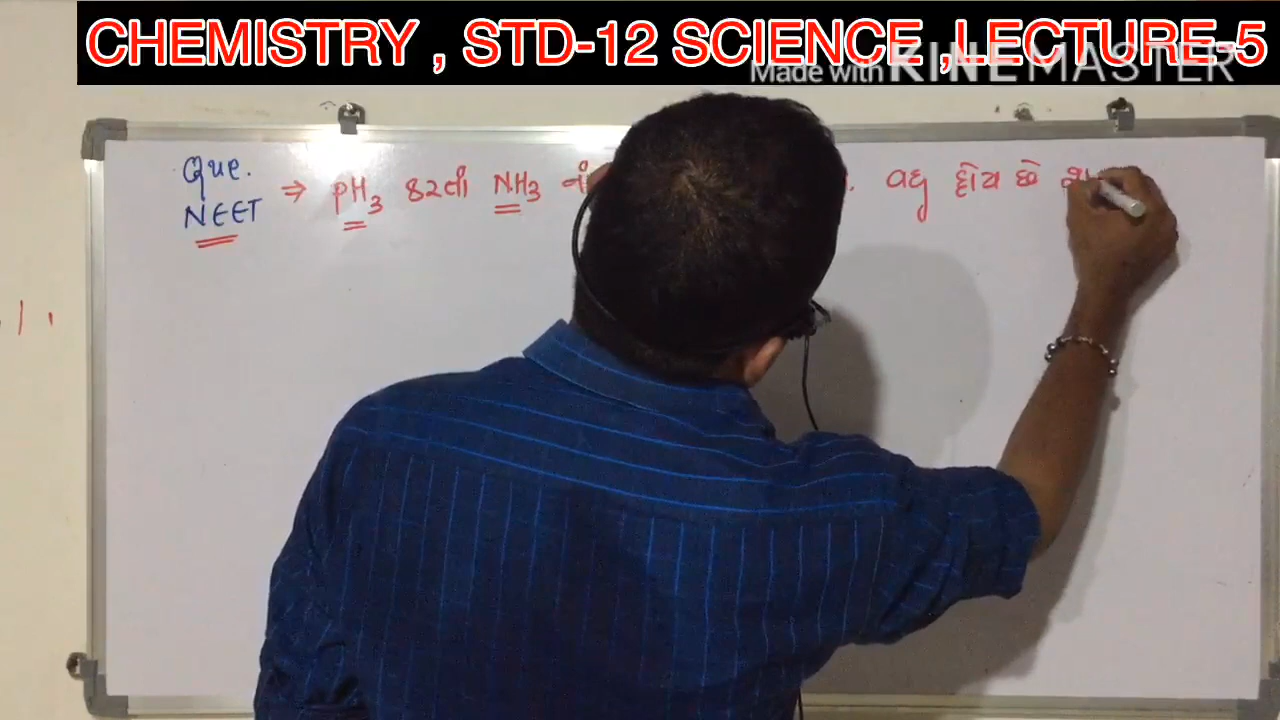 CHEMISTRY , STD-12 SCIENCE ,LECTURE-5
Made with KINEMASTER
Que.
NEET ⇒ PH3 કરતાં NH3 નાં વધુ હોય છે